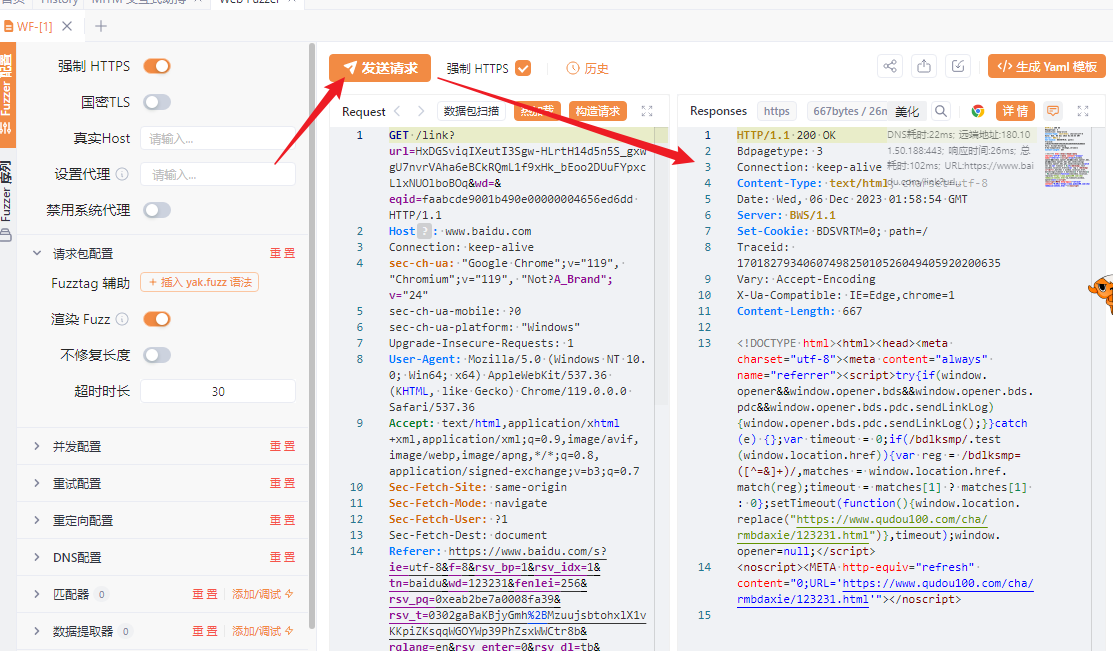 首页 History MITM 交互式劫持 Web Fuzzer
WF-[1]
Fuzzer 配置
Fuzzer 序列
强制 HTTPS
国密TLS
真实Host 请输入...
设置代理 请输入...
禁用系统代理
请求包配置 重置
Fuzztag 辅助 + 插入 yak.fuzz 语法
渲染 Fuzz
不修复长度
超时时长 30
并发配置 重置
重试配置 重置
重定向配置 重置
DNS配置 重置
匹配器 0 重置 添加/调试
数据提取器 0 重置 添加/调试
发送请求 强制 HTTPS 历史 </> 生成 Yaml 模板
Request 数据包扫描 热加载 构造请求
1 GET /link?
url=HxDGSviqIXeutI3Sgw-HLrtH14d5n5S_gxw
gU7nvrVAha6eBCkRQmL1f9xHk_bEoo2DUuFYpxc
LlxNUOlboBOq&wd=&
eqid=faabcde9001b490e00000004656ed6dd
HTTP/1.1
2 Host ? : www.baidu.com
3 Connection: keep-alive
4 sec-ch-ua: "Google Chrome";v="119",
"Chromium";v="119", "Not?A_Brand";
v="24"
5 sec-ch-ua-mobile: ?0
6 sec-ch-ua-platform: "Windows"
7 Upgrade-Insecure-Requests: 1
8 User-Agent: Mozilla/5.0 (Windows NT 10.
0; Win64; x64) AppleWebKit/537.36
(KHTML, like Gecko) Chrome/119.0.0.0
Safari/537.36
9 Accept: text/html,application/xhtml
+xml,application/xml;q=0.9,image/avif,
image/webp,image/apng,*/*;q=0.8,
application/signed-exchange;v=b3;q=0.7
10 Sec-Fetch-Site: same-origin
11 Sec-Fetch-Mode: navigate
12 Sec-Fetch-User: ?1
13 Sec-Fetch-Dest: document
14 Referer: https://www.baidu.com/s?
ie=utf-8&f=8&rsv_bp=1&rsv_idx=1&
tn=baidu&wd=123231&fenlei=256&
rsv_pq=0xeab2be7a0008fa39&
rsv_t=0302gaBaKBjyGmh%2BMzuujsbtohxlX1v
KKpiZKsqqWGOYWp39PhZsxWWCtr8b&
rqlang=en&rsv_enter=0&rsv_dl=tb&
Responses https 667bytes / 26m 美化 详情
1 HTTP/1.1 200 OK
2 Bdpagetype: 3
3 Connection: keep-alive
4 Content-Type: text/html; charset=utf-8
5 Date: Wed, 06 Dec 2023 01:58:54 GMT
6 Server: BWS/1.1
7 Set-Cookie: BDSVRTM=0; path=/
8 Traceid:
170182793406074982501052604940592020​0635
9 Vary: Accept-Encoding
10 X-Ua-Compatible: IE=Edge,chrome=1
11 Content-Length: 667
12
13 <!DOCTYPE html><html><head><meta
charset="utf-8"><meta content="always"
name="referrer"><script>try{if(window.
opener&&window.opener.bds&&window.opener.bds.
pdc&&window.opener.bds.pdc.sendLinkLog)
{window.opener.bds.pdc.sendLinkLog();}}catch
(e) {};var timeout = 0;if(/bdlksmp/.test
(window.location.href)){var reg = /bdlksmp=
([^=&]+)/,matches = window.location.href.
match(reg);timeout = matches[1] ? matches[1]
: 0};setTimeout(function(){window.location.
replace("https://www.qudou100.com/cha/
rmbdaxie/123231.html")},timeout);window.
opener=null;</script>
14 <noscript><META http-equiv="refresh"
content="0;URL='https://www.qudou100.com/cha/
rmbdaxie/123231.html'"></noscript>
15
DNS耗时:22ms; 远端地址:180.10
1.50.188:443; 响应时间:26ms; 总
耗时:102ms; URL:https://www.bai